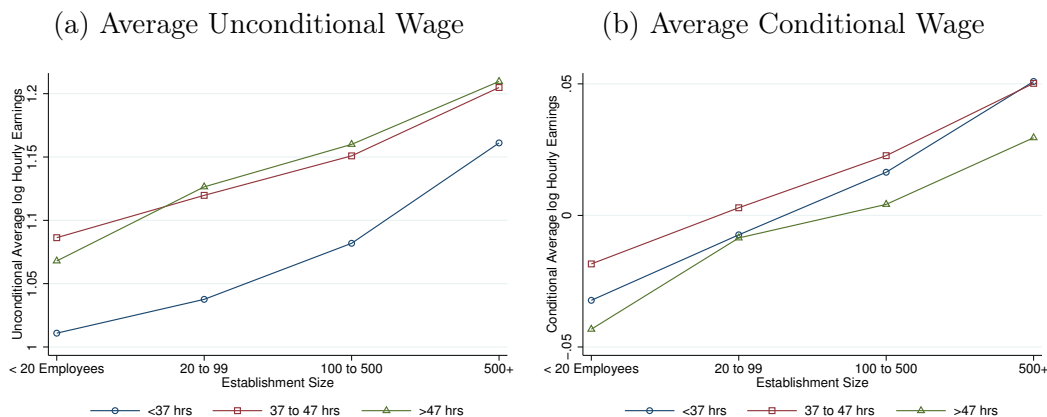 (a) Average Unconditional Wage
Unconditional Average log Hourly Earnings
1.2
1.15
1.1
1.05
1
< 20 Employees 20 to 99 100 to 500 500+
Establishment Size
<37 hrs 37 to 47 hrs >47 hrs
(b) Average Conditional Wage
Conditional Average log Hourly Earnings
.05
0
-.05
< 20 Employees 20 to 99 100 to 500 500+
Establishment Size
<37 hrs 37 to 47 hrs >47 hrs